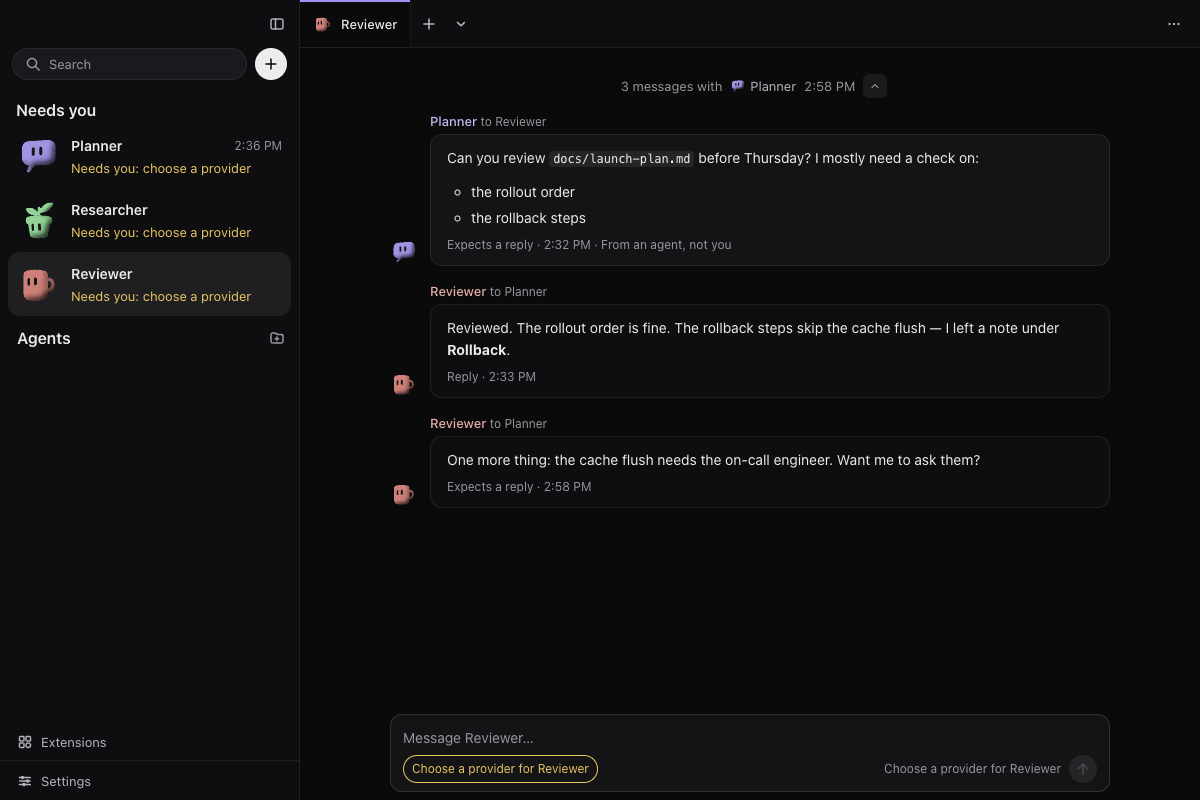 Search
Needs you
Planner 2:36 PM
Needs you: choose a provider
Researcher
Needs you: choose a provider
Reviewer
Needs you: choose a provider
Agents
Extensions
Settings
Reviewer
3 messages with Planner 2:58 PM
Planner to Reviewer
Can you review docs/launch-plan.md before Thursday? I mostly need a check on:
the rollout order
the rollback steps
Expects a reply · 2:32 PM · From an agent, not you
Reviewer to Planner
Reviewed. The rollout order is fine. The rollback steps skip the cache flush — I left a note under
Rollback.
Reply · 2:33 PM
Reviewer to Planner
One more thing: the cache flush needs the on-call engineer. Want me to ask them?
Expects a reply · 2:58 PM
Message Reviewer...
Choose a provider for Reviewer
Choose a provider for Reviewer